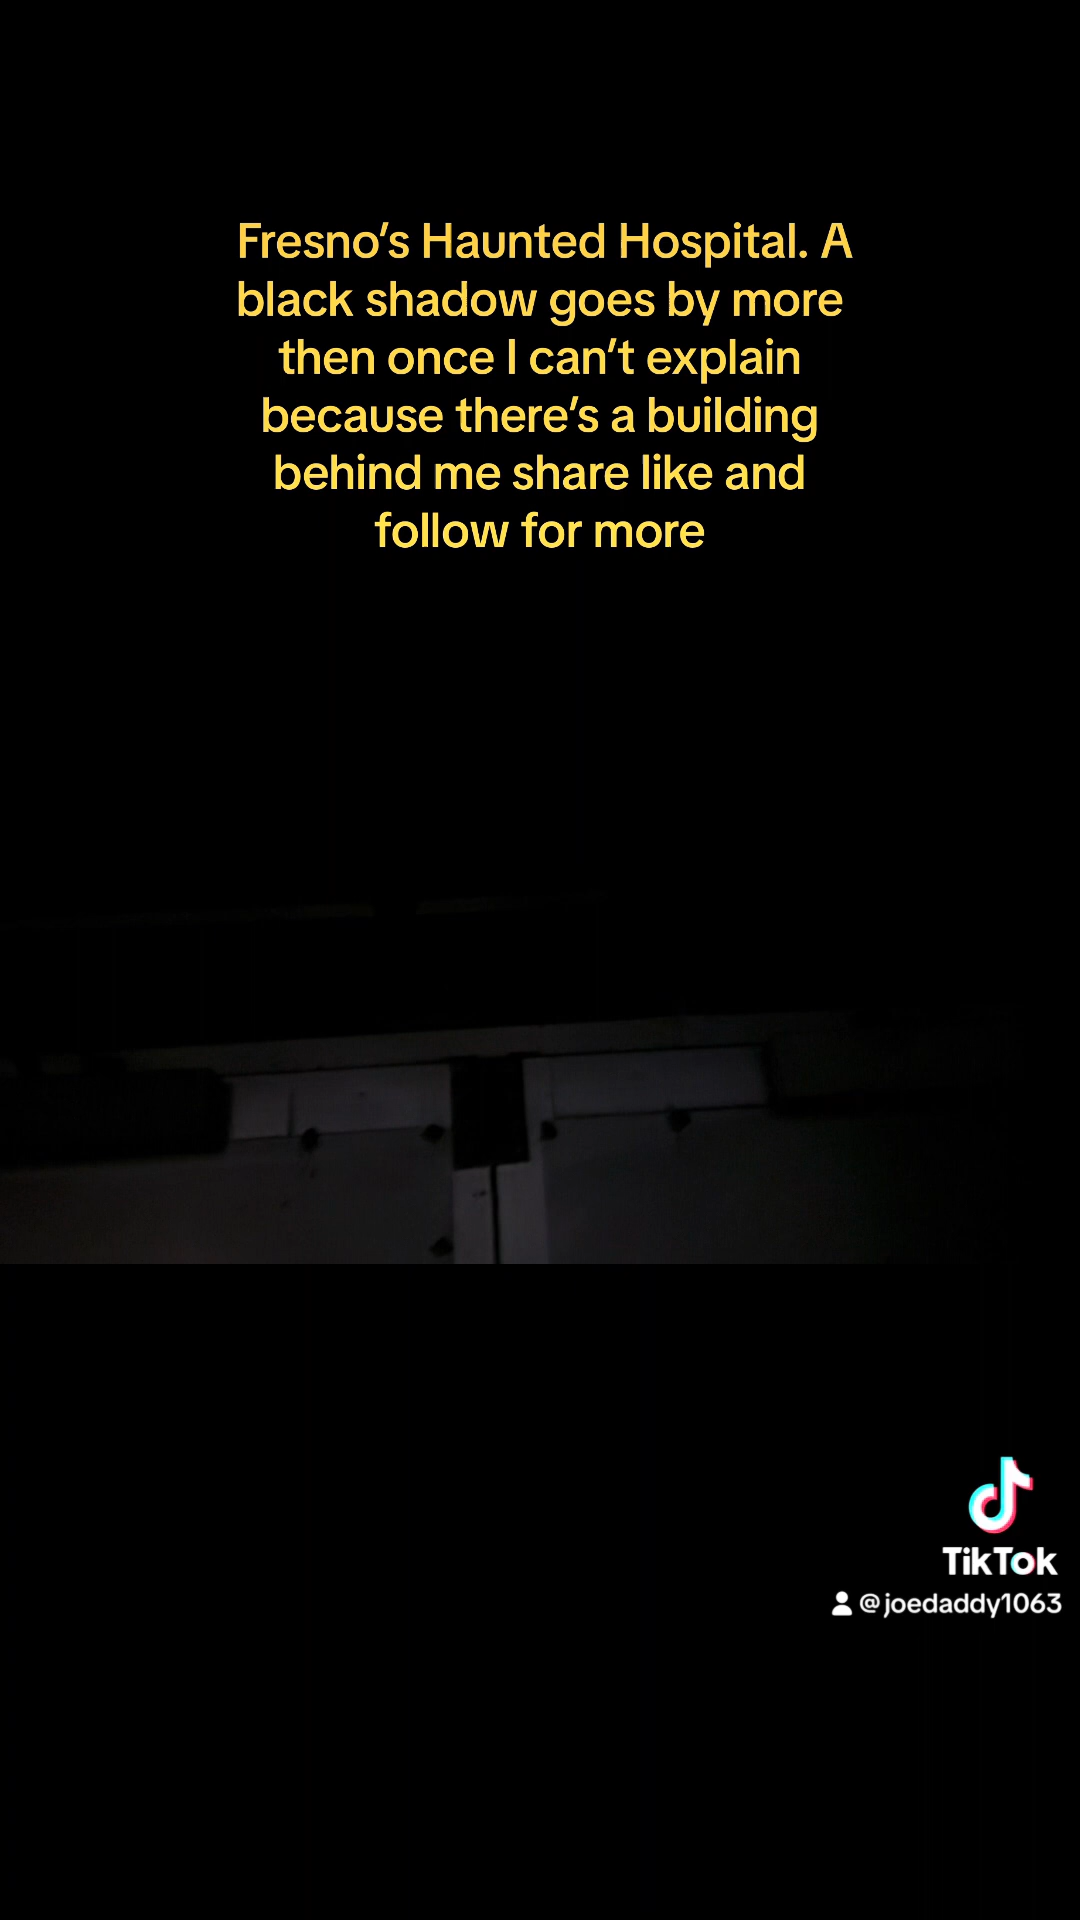 Fresno’s Haunted Hospital. A
black shadow goes by more
then once I can’t explain
because there’s a building
behind me share like and
follow for more
TikTok
@joedaddy1063